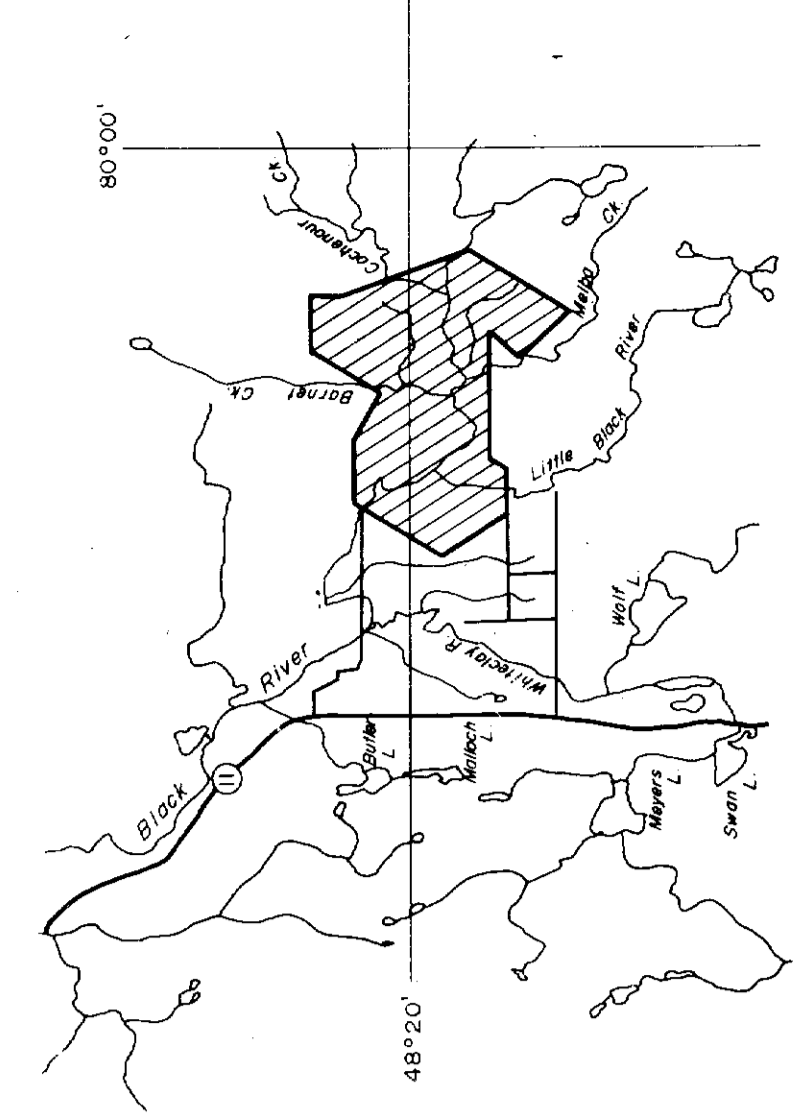 80°00'
Ck.
Cochenour
Barnet
Ck.
Melba
Ck.
River
Black
Little
River
Black
11
Whiteclay R.
Wolf
L.
Butler
L
Malloch
L.
Meyers
L.
Swan
L.
48°20'